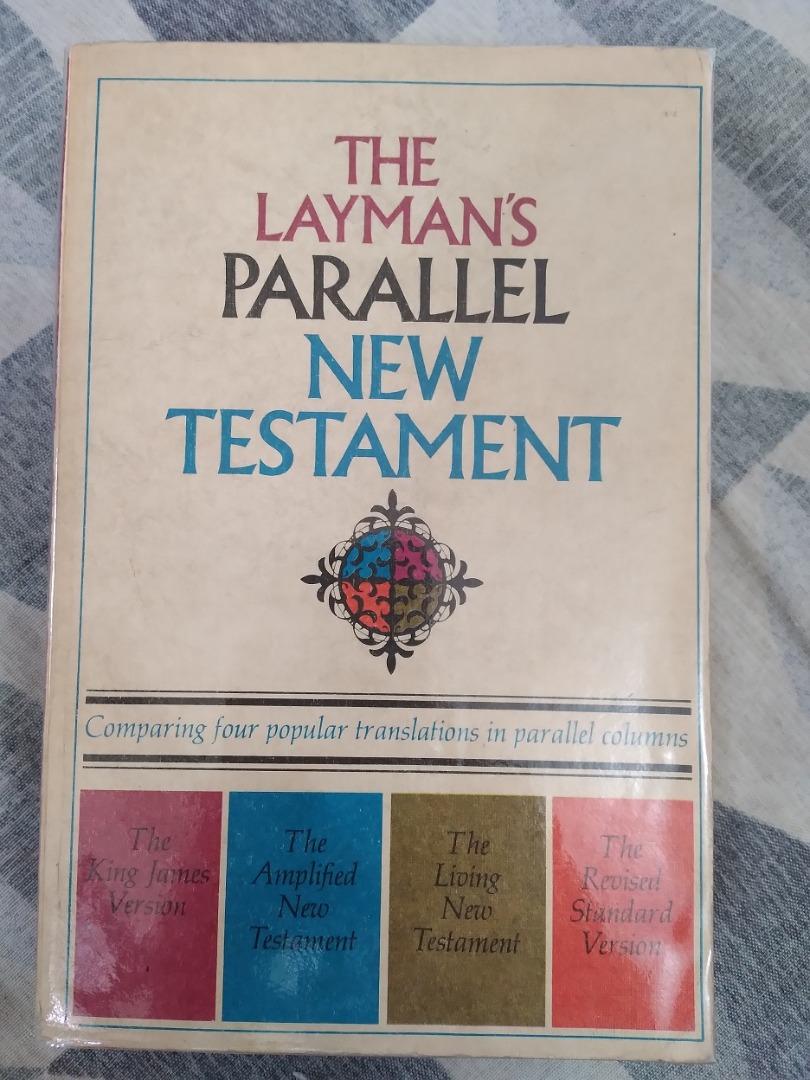 THE
LAYMAN'S
PARALLEL
NEW
TESTAMENT
Comparing four popular translations in parallel columns
The
King James
Version
The
Amplified
New
Testament
The
Living
New
Testament
The
Revised
Standard
Version